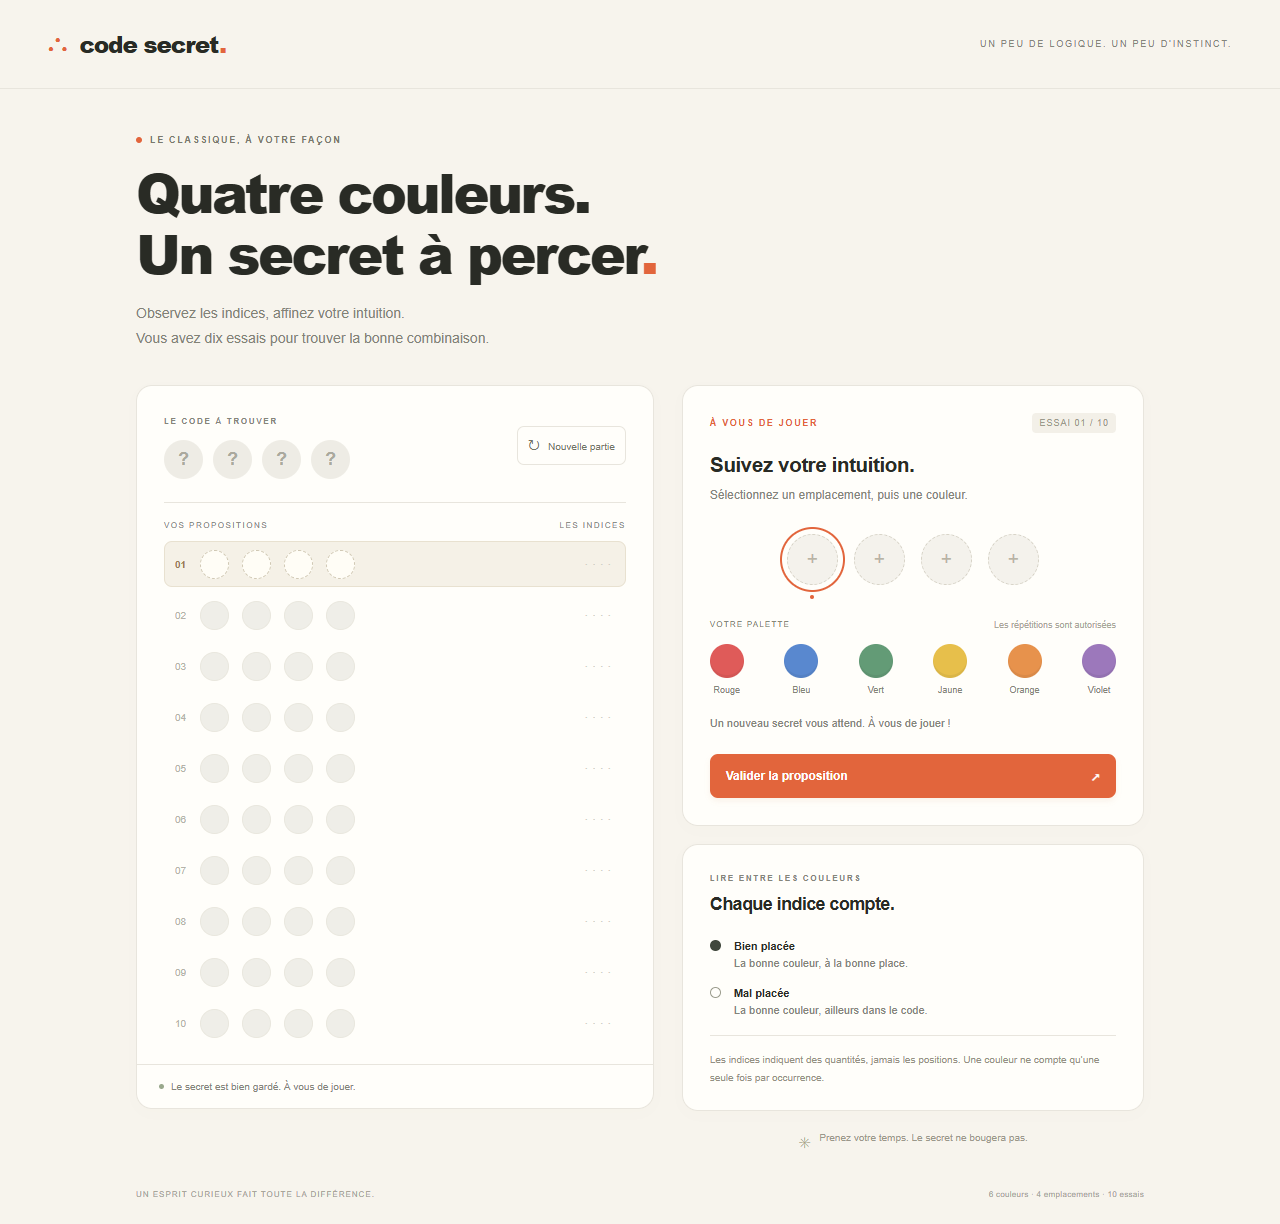 code secret.
UN PEU DE LOGIQUE. UN PEU D'INSTINCT.
LE CLASSIQUE, À VOTRE FAÇON
Quatre couleurs.
Un secret à percer.
Observez les indices, affinez votre intuition.
Vous avez dix essais pour trouver la bonne combinaison.
LE CODE À TROUVER
? ? ? ?
↻ Nouvelle partie
VOS PROPOSITIONS
LES INDICES
01
02
03
04
05
06
07
08
09
10
Le secret est bien gardé. À vous de jouer.
À VOUS DE JOUER
ESSAI 01 / 10
Suivez votre intuition.
Sélectionnez un emplacement, puis une couleur.
+ + + +
VOTRE PALETTE
Les répétitions sont autorisées
Rouge Bleu Vert Jaune Orange Violet
Un nouveau secret vous attend. À vous de jouer !
Valider la proposition ↗
LIRE ENTRE LES COULEURS
Chaque indice compte.
Bien placée
La bonne couleur, à la bonne place.
Mal placée
La bonne couleur, ailleurs dans le code.
Les indices indiquent des quantités, jamais les positions. Une couleur ne compte qu'une
seule fois par occurrence.
Prenez votre temps. Le secret ne bougera pas.
UN ESPRIT CURIEUX FAIT TOUTE LA DIFFÉRENCE.
6 couleurs · 4 emplacements · 10 essais